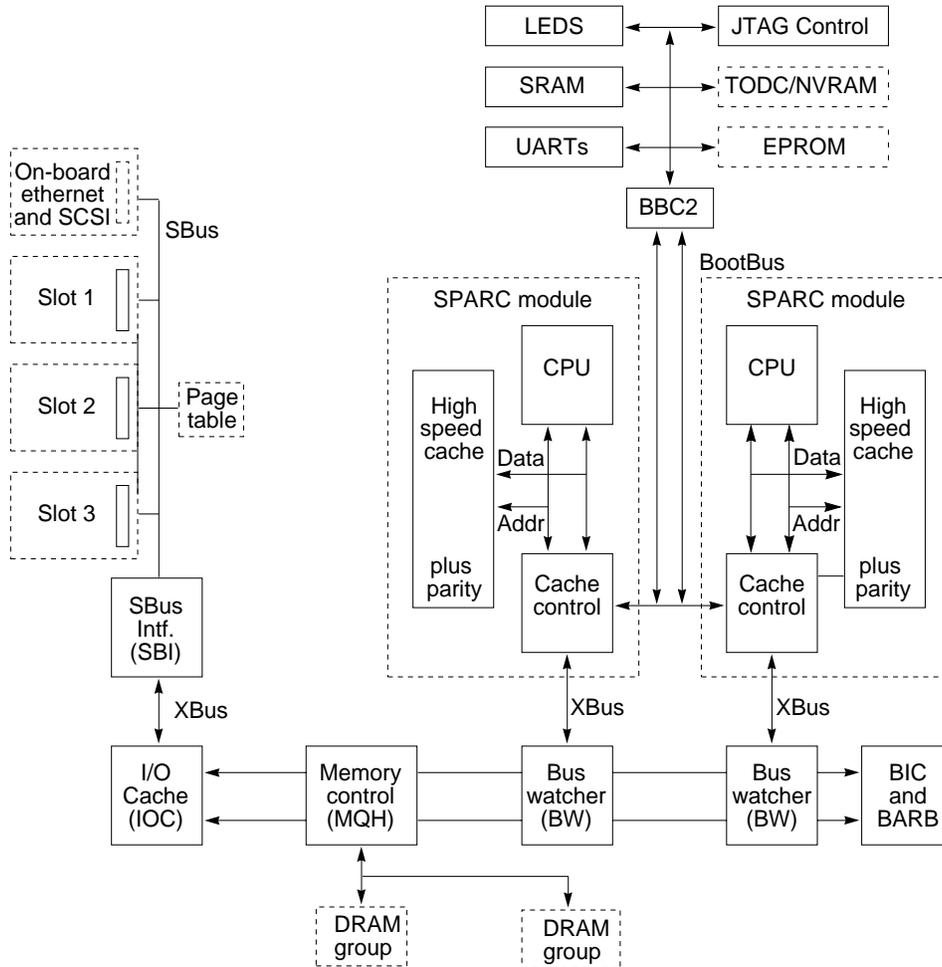 LEDS
JTAG Control
SRAM
TODC/NVRAM
UARTs
EPROM
BBC2
BootBus
On-board
ethernet
and SCSI
SBus
Slot 1
Slot 2
Page
table
Slot 3
SBus
Intf.
(SBI)
XBus
SPARC module
CPU
High
speed
cache
plus
parity
Data
Addr
Cache
control
SPARC module
CPU
High
speed
cache
plus
parity
Data
Addr
Cache
control
XBus
XBus
I/O
Cache
(IOC)
Memory
control
(MQH)
Bus
watcher
(BW)
Bus
watcher
(BW)
BIC
and
BARB
DRAM
group
DRAM
group